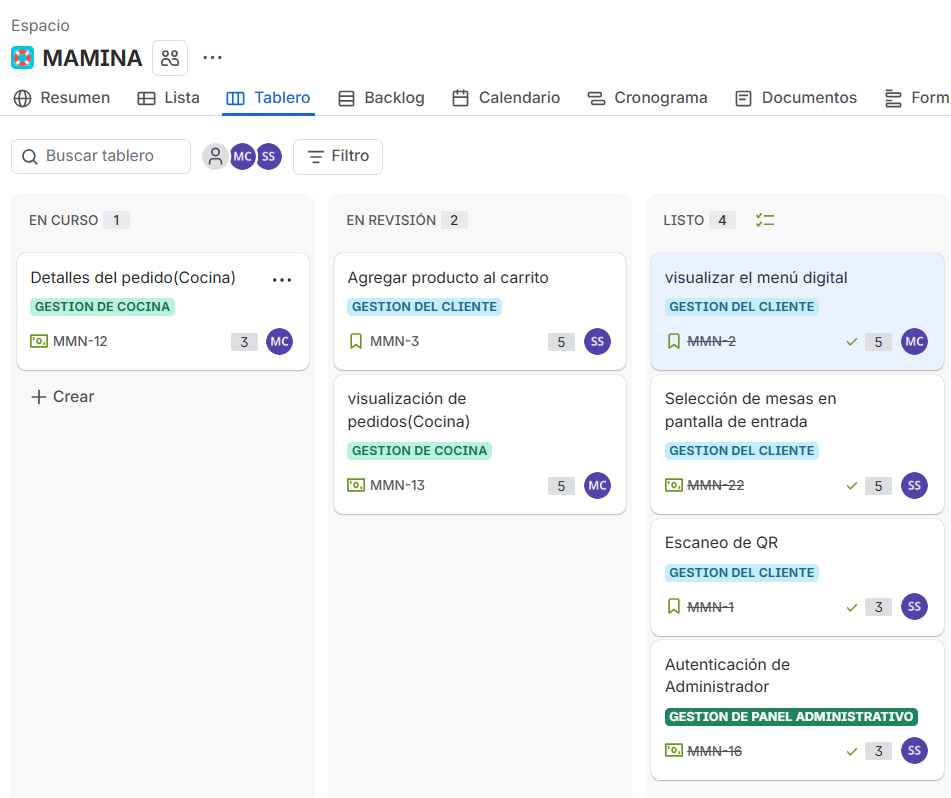 Espacio
MAMINA
Resumen Lista Tablero Backlog Calendario Cronograma Documentos Form
Buscar tablero MC SS Filtro
EN CURSO 1
Detalles del pedido(Cocina)
GESTION DE COCINA
MMN-12 3 MC
Crear
EN REVISIÓN 2
Agregar producto al carrito
GESTION DEL CLIENTE
MMN-3 5 SS
visualización de
pedidos(Cocina)
GESTION DE COCINA
MMN-13 5 MC
LISTO 4
visualizar el menú digital
GESTION DEL CLIENTE
MMN-2 5 MC
Selección de mesas en
pantalla de entrada
GESTION DEL CLIENTE
MMN-22 5 SS
Escaneo de QR
GESTION DEL CLIENTE
MMN-1 3 SS
Autenticación de
Administrador
GESTION DE PANEL ADMINISTRATIVO
MMN-16 3 SS